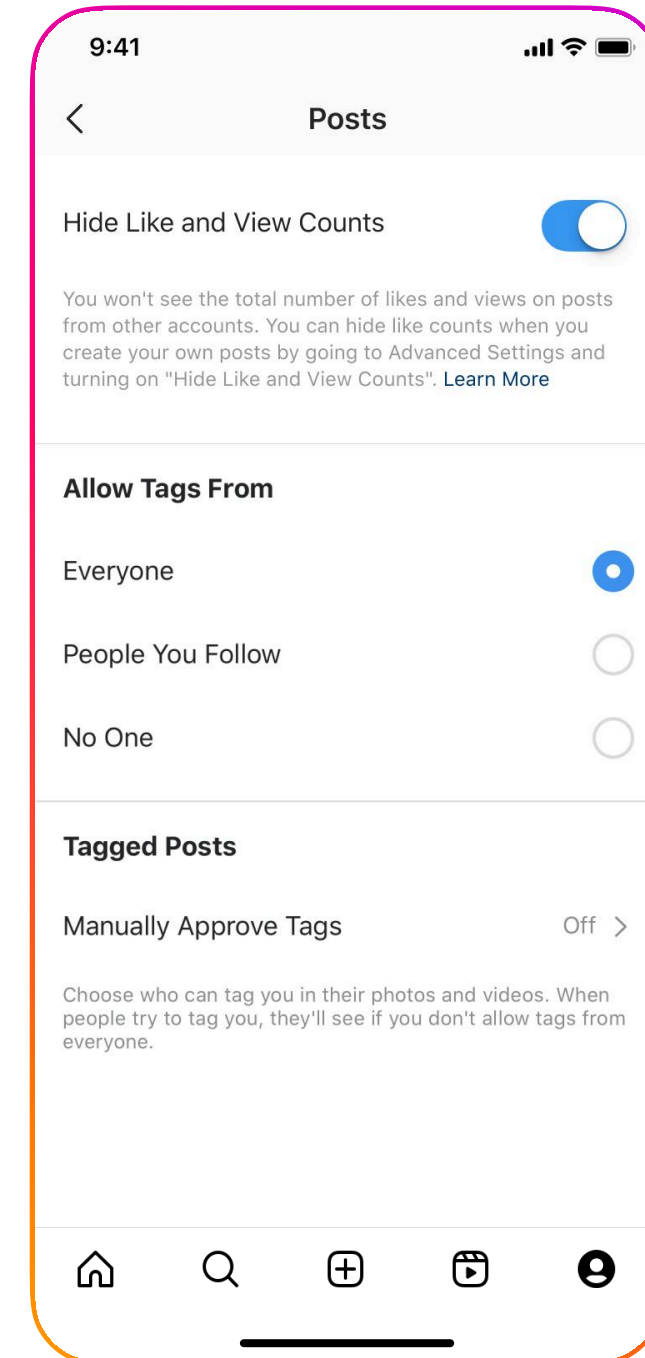 9:41
Posts
Hide Like and View Counts
You won't see the total number of likes and views on posts
from other accounts. You can hide like counts when you
create your own posts by going to Advanced Settings and
turning on "Hide Like and View Counts". Learn More
Allow Tags From
Everyone
People You Follow
No One
Tagged Posts
Manually Approve Tags Off
Choose who can tag you in their photos and videos. When
people try to tag you, they'll see if you don't allow tags from
everyone.